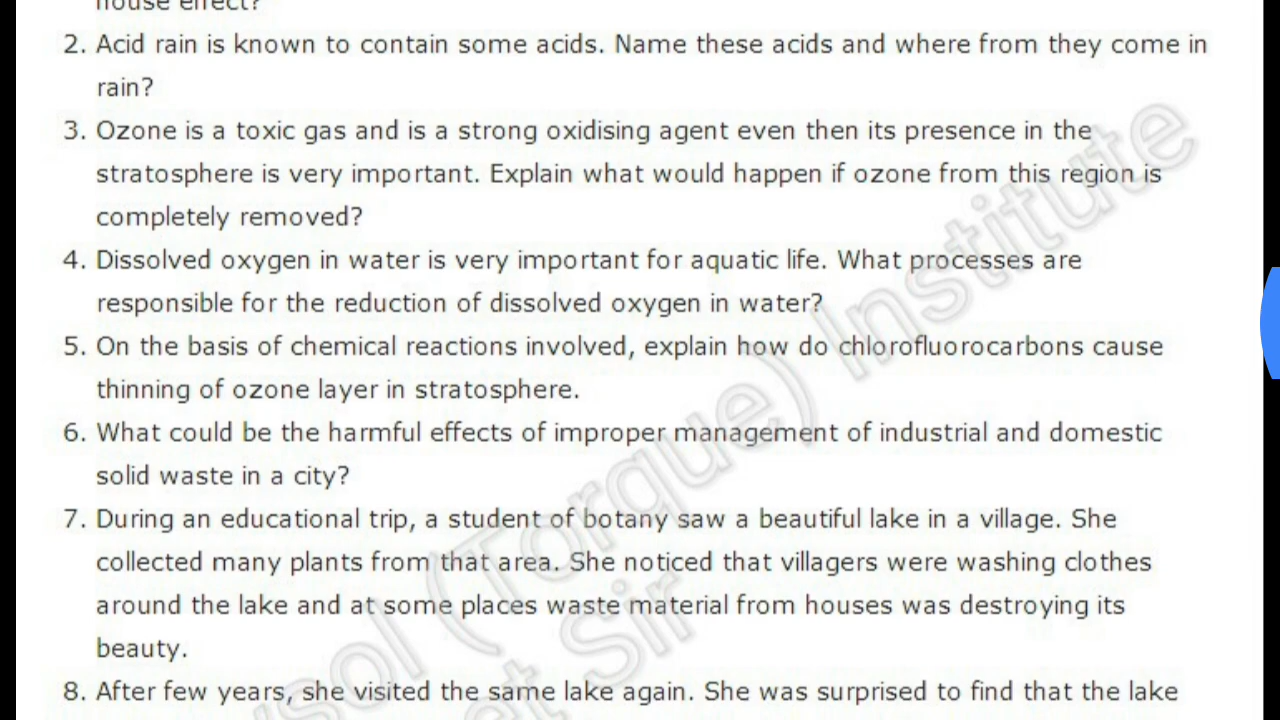 house effect?
2. Acid rain is known to contain some acids. Name these acids and where from they come in
rain?
3. Ozone is a toxic gas and is a strong oxidising agent even then its presence in the
stratosphere is very important. Explain what would happen if ozone from this region is
completely removed?
4. Dissolved oxygen in water is very important for aquatic life. What processes are
responsible for the reduction of dissolved oxygen in water?
5. On the basis of chemical reactions involved, explain how do chlorofluorocarbons cause
thinning of ozone layer in stratosphere.
6. What could be the harmful effects of improper management of industrial and domestic
solid waste in a city?
7. During an educational trip, a student of botany saw a beautiful lake in a village. She
collected many plants from that area. She noticed that villagers were washing clothes
around the lake and at some places waste material from houses was destroying its
beauty.
8. After few years, she visited the same lake again. She was surprised to find that the lake
(Torque) Institute
Sir